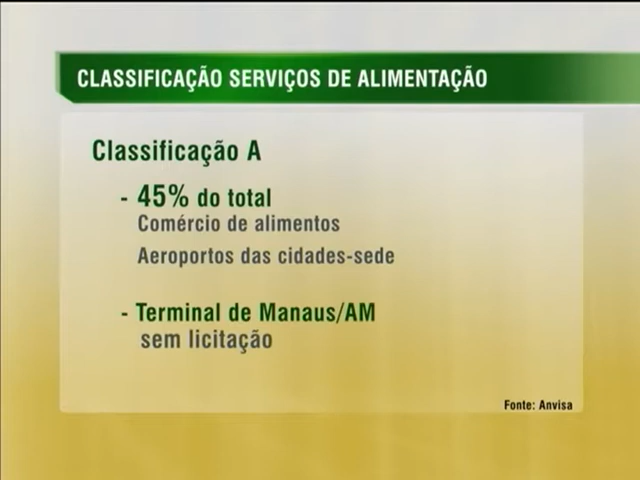 CLASSIFICAÇÃO SERVIÇOS DE ALIMENTAÇÃO
Classificação A
- 45% do total
Comércio de alimentos
Aeroportos das cidades-sede
- Terminal de Manaus/AM
sem licitação
Fonte: Anvisa